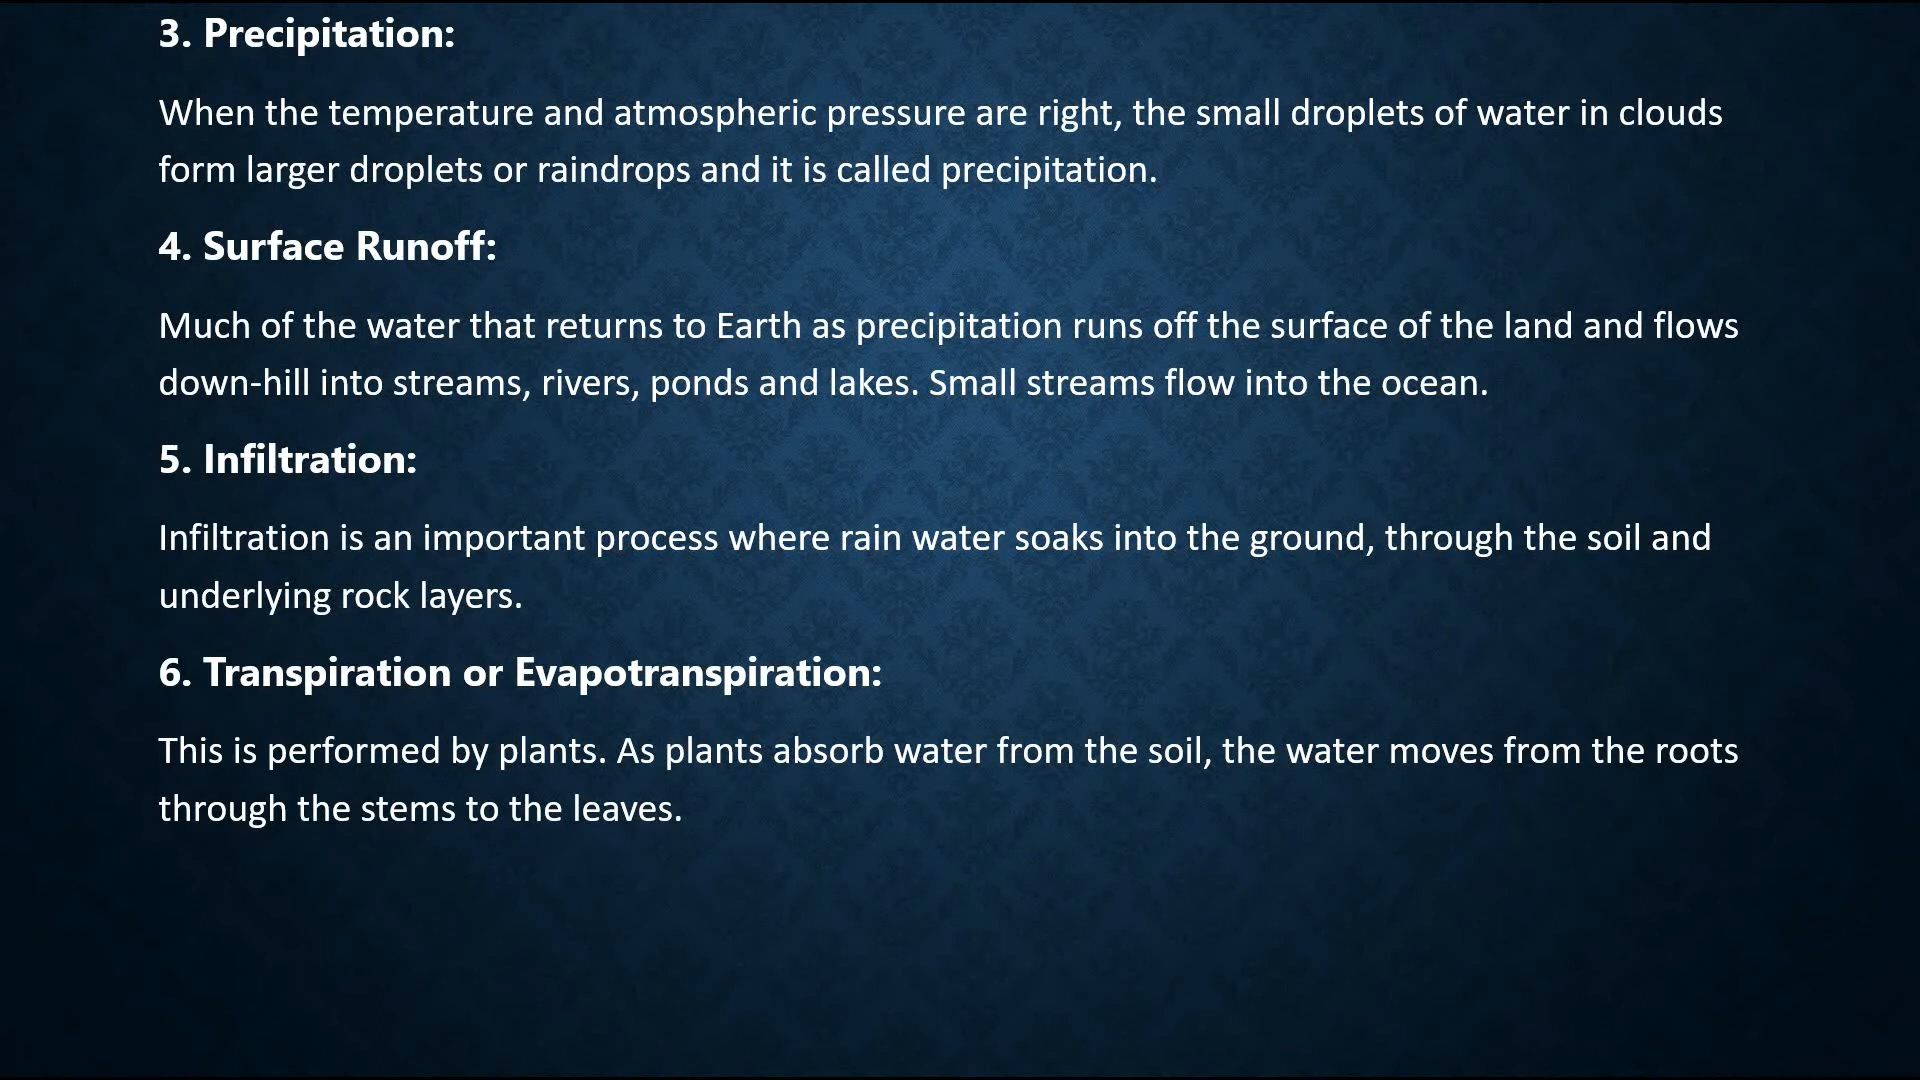 3. Precipitation:
When the temperature and atmospheric pressure are right, the small droplets of water in clouds
form larger droplets or raindrops and it is called precipitation.
4. Surface Runoff:
Much of the water that returns to Earth as precipitation runs off the surface of the land and flows
down-hill into streams, rivers, ponds and lakes. Small streams flow into the ocean.
5. Infiltration:
Infiltration is an important process where rain water soaks into the ground, through the soil and
underlying rock layers.
6. Transpiration or Evapotranspiration:
This is performed by plants. As plants absorb water from the soil, the water moves from the roots
through the stems to the leaves.